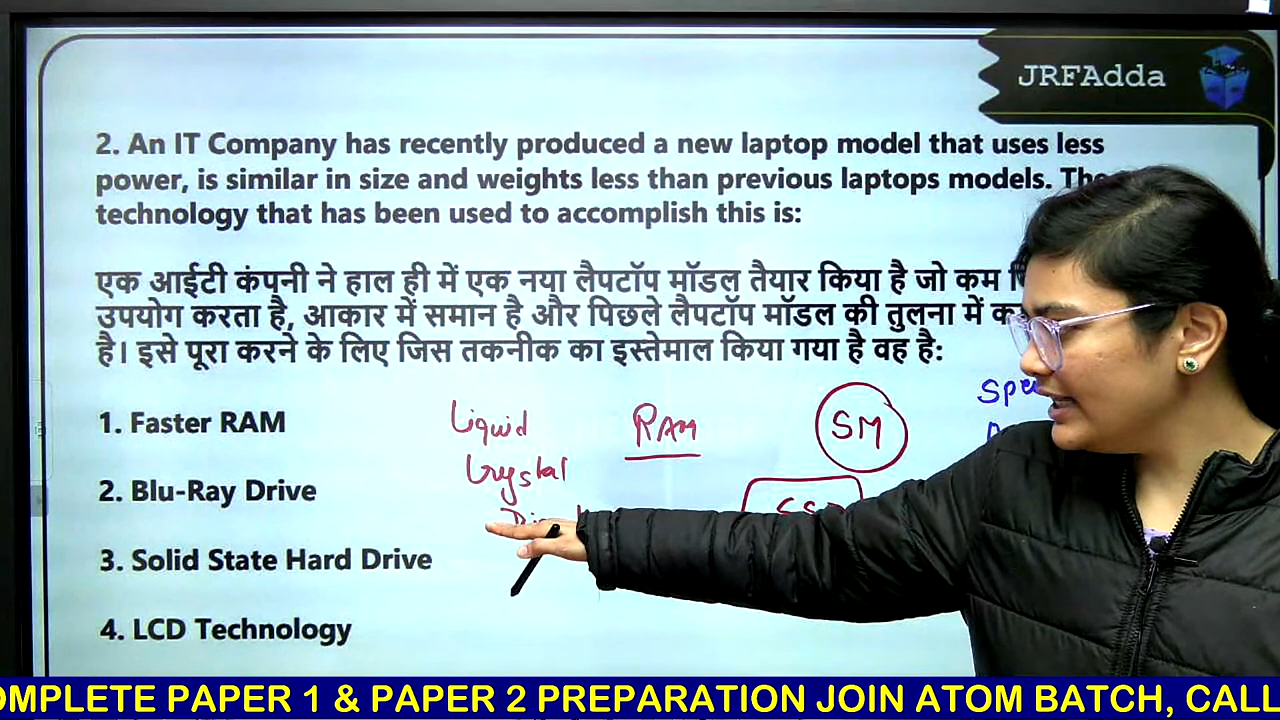 JRFAdda
2. An IT Company has recently produced a new laptop model that uses less
power, is similar in size and weights less than previous laptops models. The
technology that has been used to accomplish this is:
एक आईटी कंपनी ने हाल ही में एक नया लैपटॉप मॉडल तैयार किया है जो कम
उपयोग करता है, आकार में समान है और पिछले लैपटॉप मॉडल की तुलना में
है। इसे पूरा करने के लिए जिस तकनीक का इस्तेमाल किया गया है वह है:
1. Faster RAM
2. Blu-Ray Drive
3. Solid State Hard Drive
4. LCD Technology
Liquid
Crystal
RAM
SM
OMPLETE PAPER 1 & PAPER 2 PREPARATION JOIN ATOM BATCH, CALL